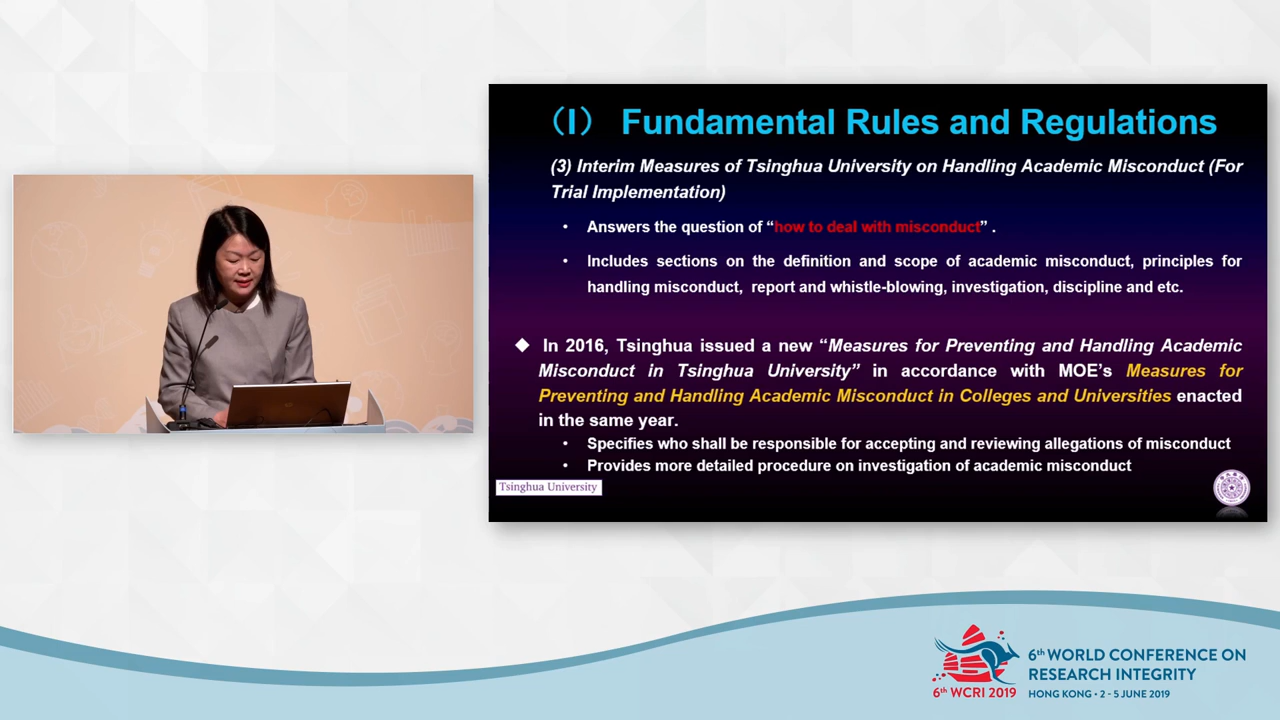 （I） Fundamental Rules and Regulations
(3) Interim Measures of Tsinghua University on Handling Academic Misconduct (For
Trial Implementation)
• Answers the question of “how to deal with misconduct” .
• Includes sections on the definition and scope of academic misconduct, principles for
handling misconduct, report and whistle-blowing, investigation, discipline and etc.
◆ In 2016, Tsinghua issued a new “Measures for Preventing and Handling Academic
Misconduct in Tsinghua University” in accordance with MOE’s Measures for
Preventing and Handling Academic Misconduct in Colleges and Universities enacted
in the same year.
• Specifies who shall be responsible for accepting and reviewing allegations of misconduct
• Provides more detailed procedure on investigation of academic misconduct
Tsinghua University
6th WCRI 2019
6th WORLD CONFERENCE ON
RESEARCH INTEGRITY
HONG KONG • 2 - 5 JUNE 2019